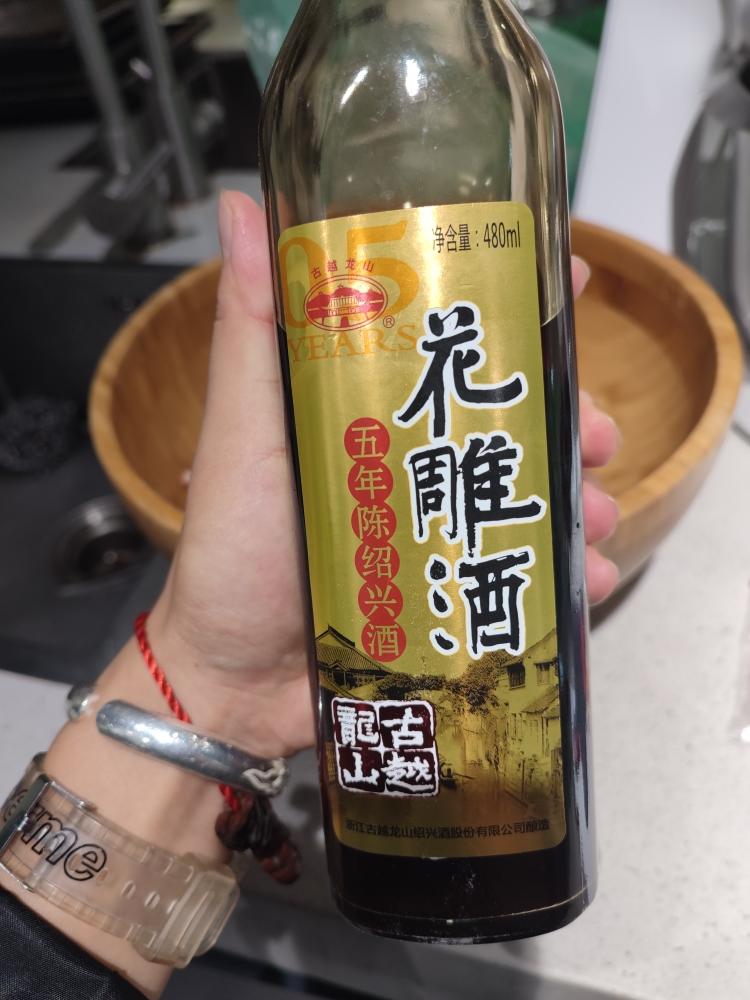 05
YEARS
古越龙山
®
净含量:480ml
花雕酒
五年陈绍兴酒
古越龍山
浙江古越龙山绍兴酒股份有限公司酿造
me